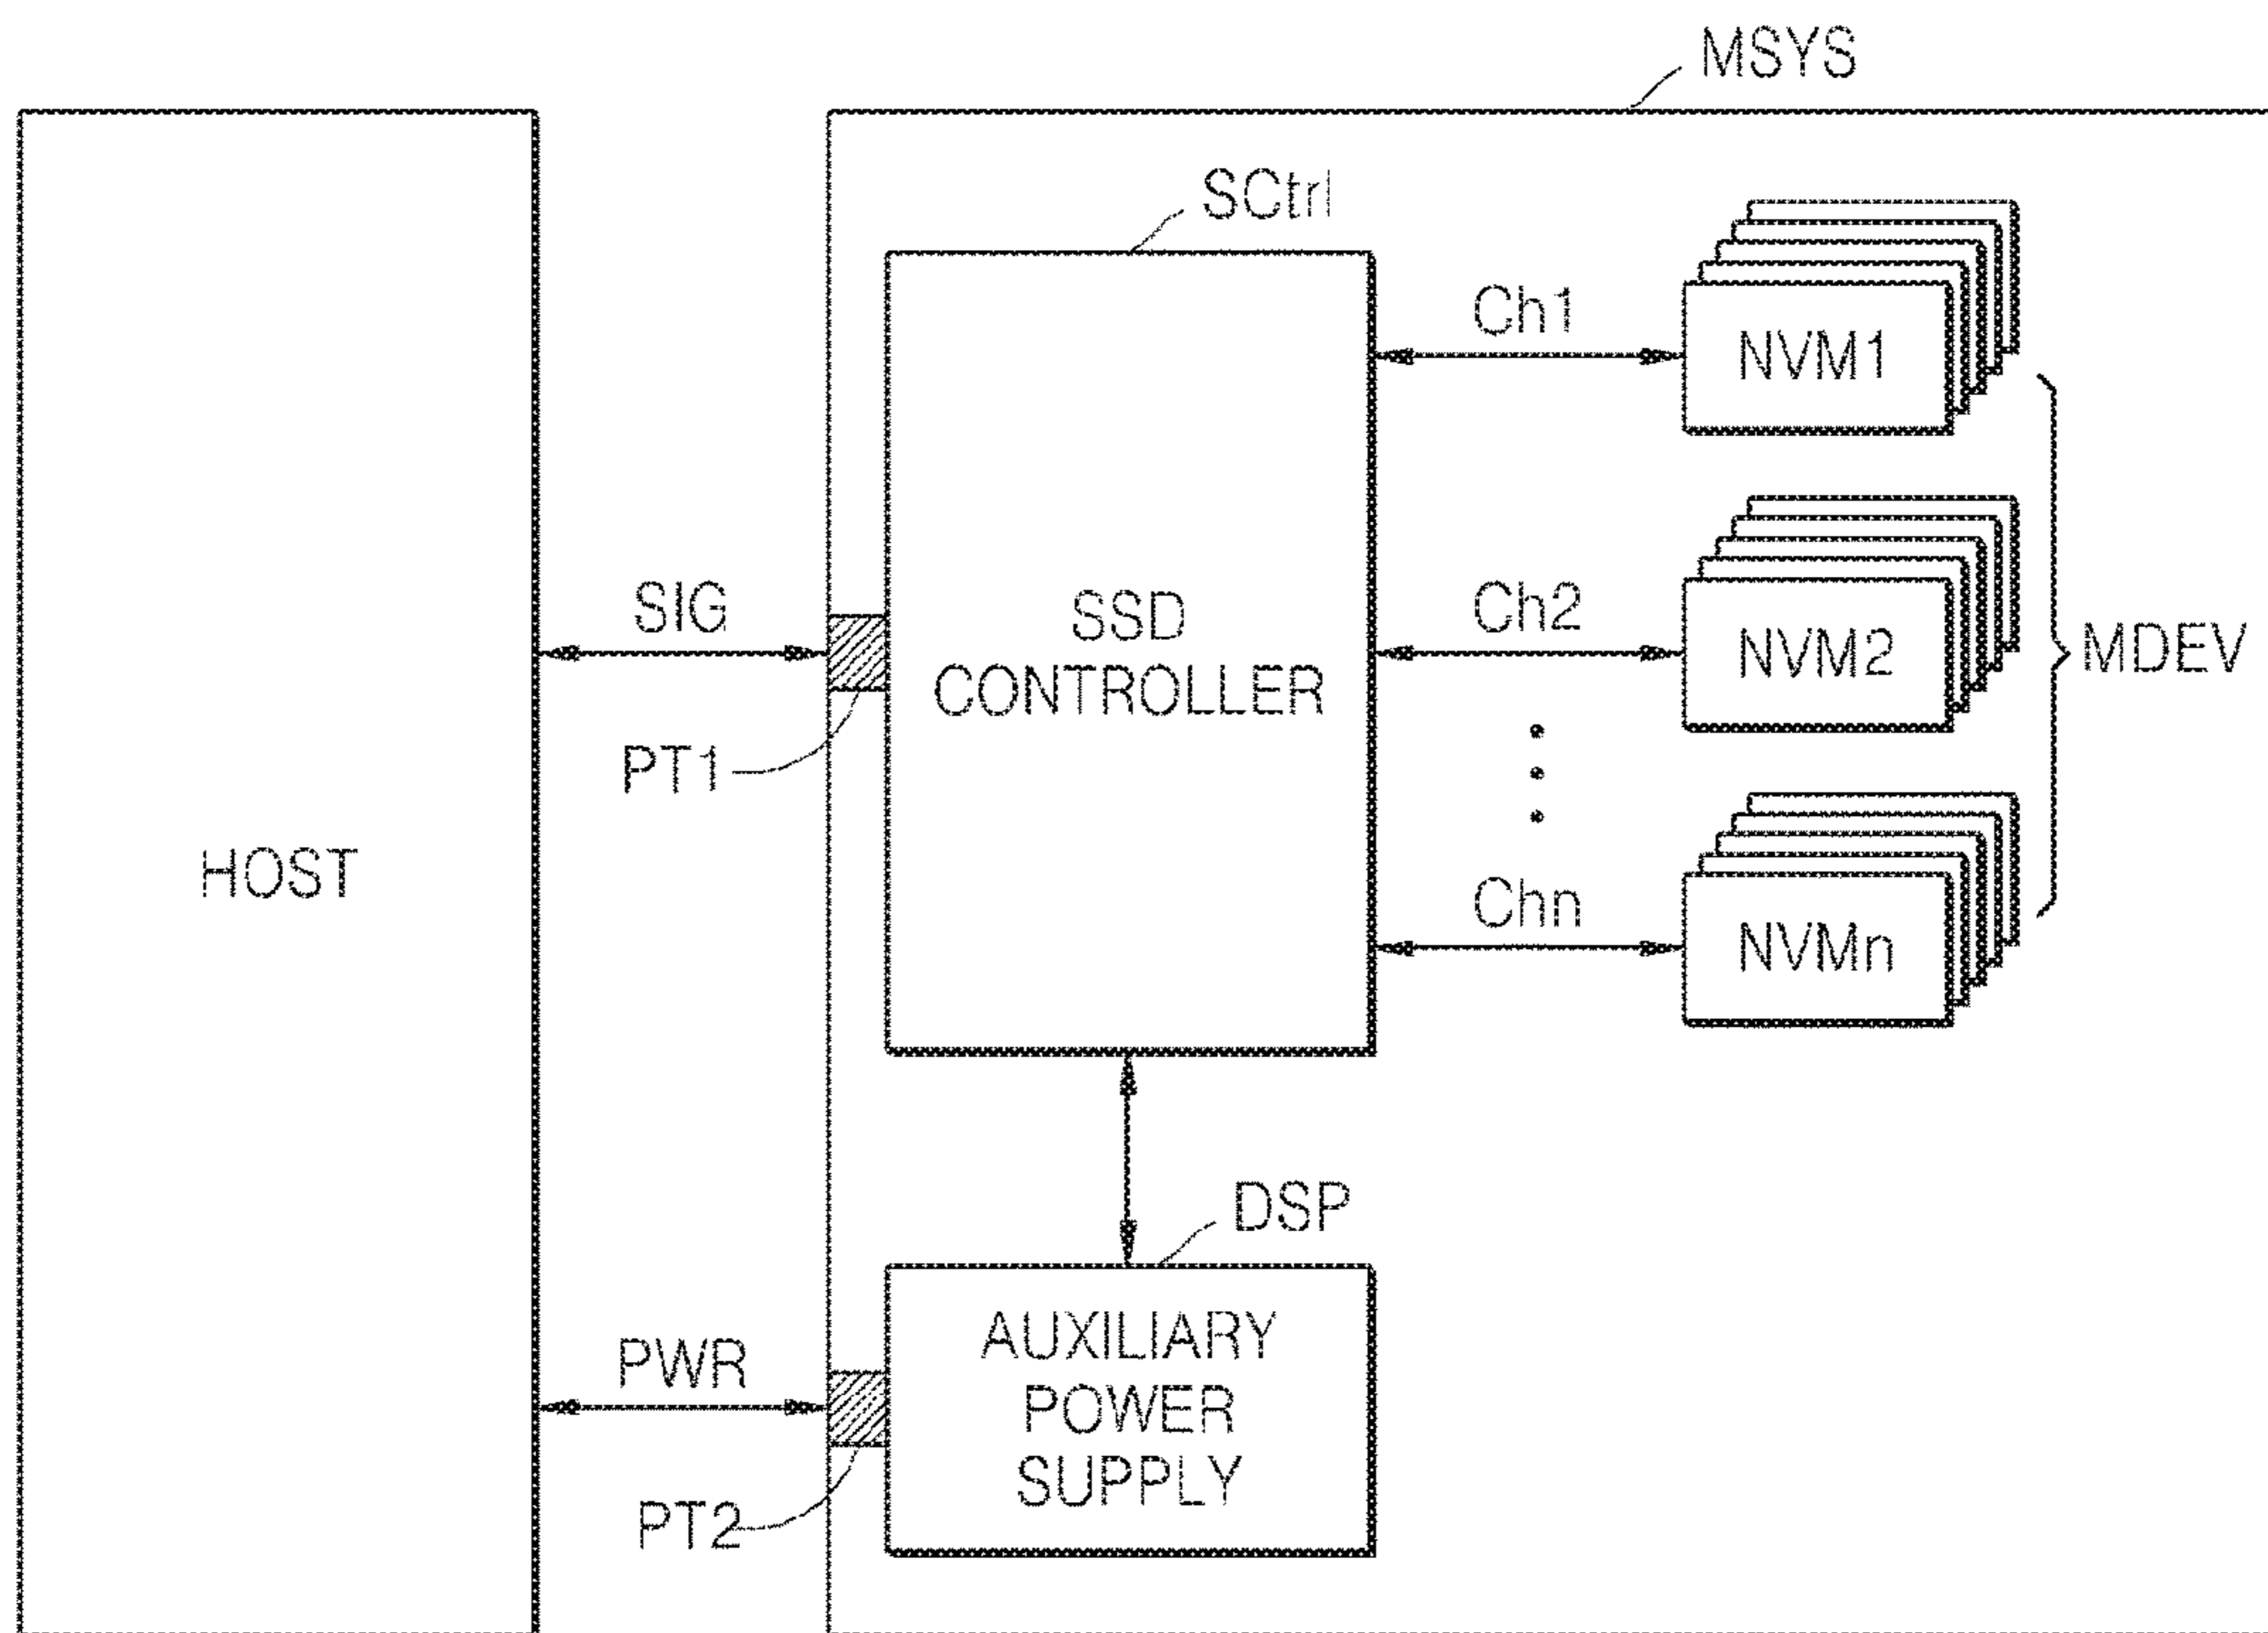 MSYS
SCtrl
HOST
SIG
PT1
SSD
CONTROLLER
Ch1
NVM1
Ch2
NVM2
MDEV
Chn
NVMn
DSP
PWR
PT2
AUXILIARY
POWER
SUPPLY